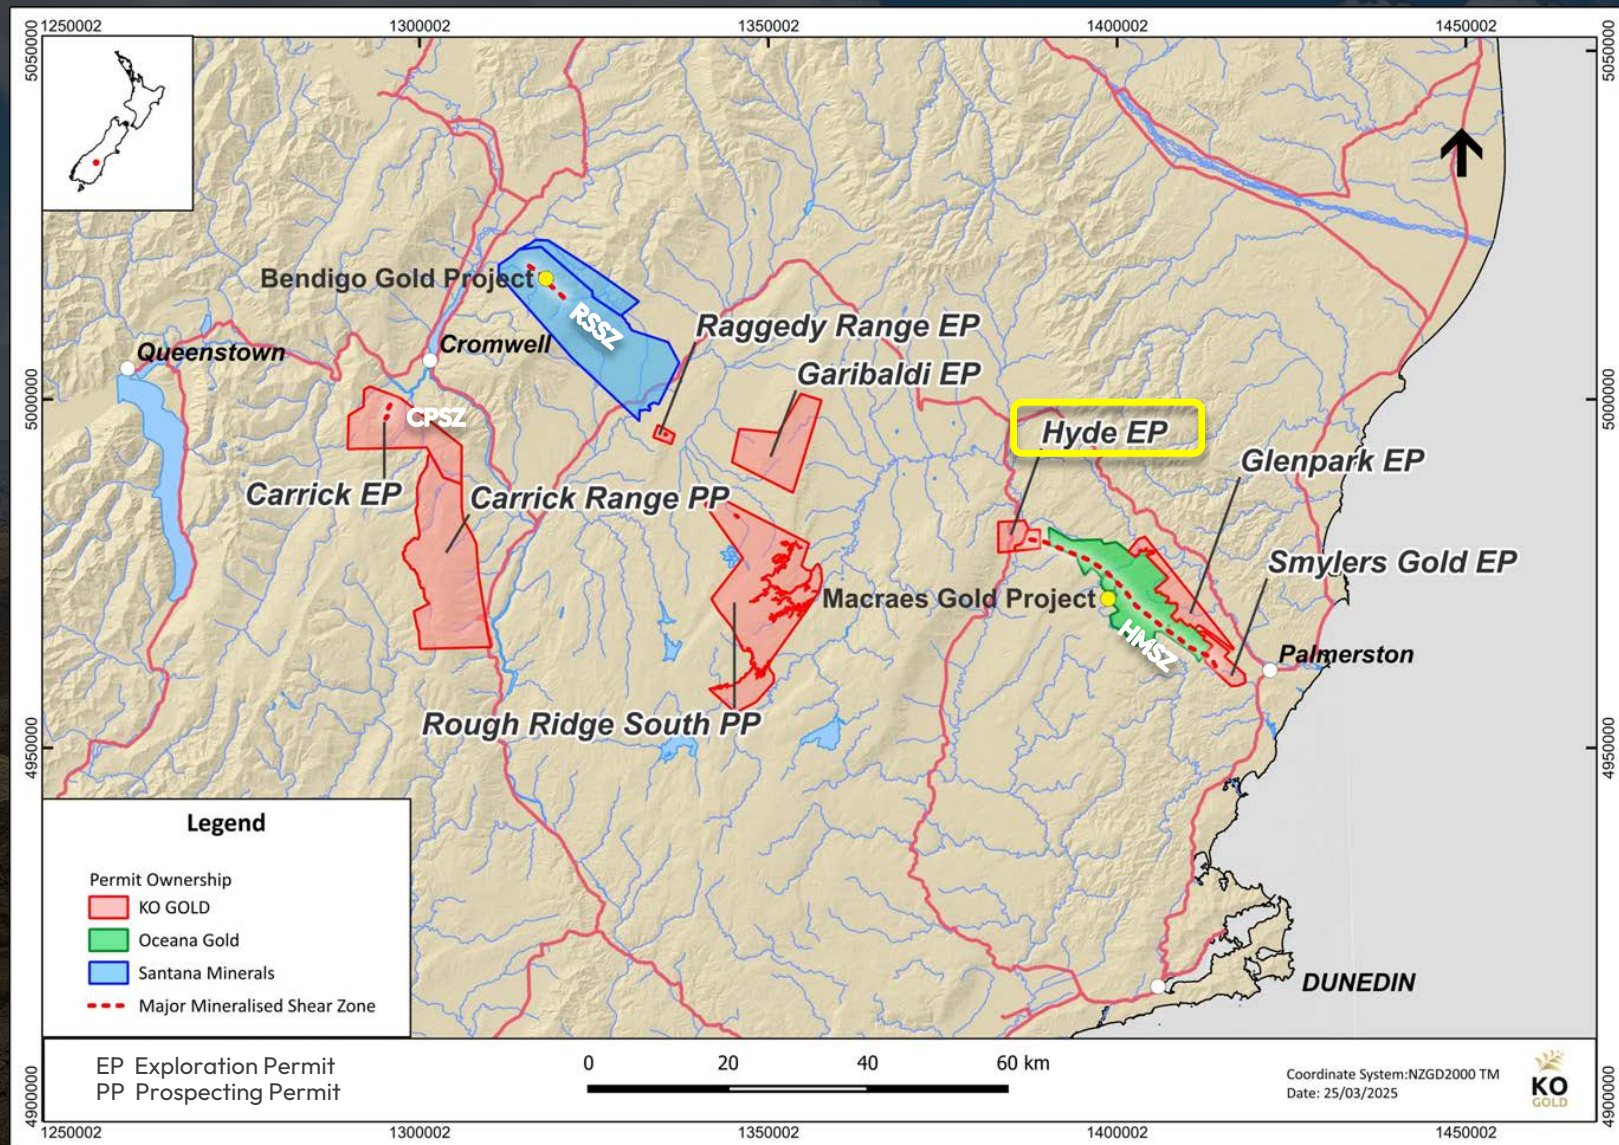 1250002 1300002 1350002 1400002 1450002
5050000 5050000
Bendigo Gold Project
RSSZ
Raggedy Range EP
Queenstown
Cromwell
Garibaldi EP
5000000 5000000
CPSZ
Hyde EP
Glenpark EP
Carrick EP
Carrick Range PP
Smylers Gold EP
Macraes Gold Project
HMSZ
Palmerston
Rough Ridge South PP
4950000 4950000
Legend
Permit Ownership
KO GOLD
Oceana Gold
Santana Minerals
Major Mineralised Shear Zone
DUNEDIN
EP Exploration Permit
PP Prospecting Permit
0 20 40 60 km
Coordinate System:NZGD2000 TM
Date: 25/03/2025
KO
GOLD
4900000 4900000
1250002 1300002 1350002 1400002 1450002